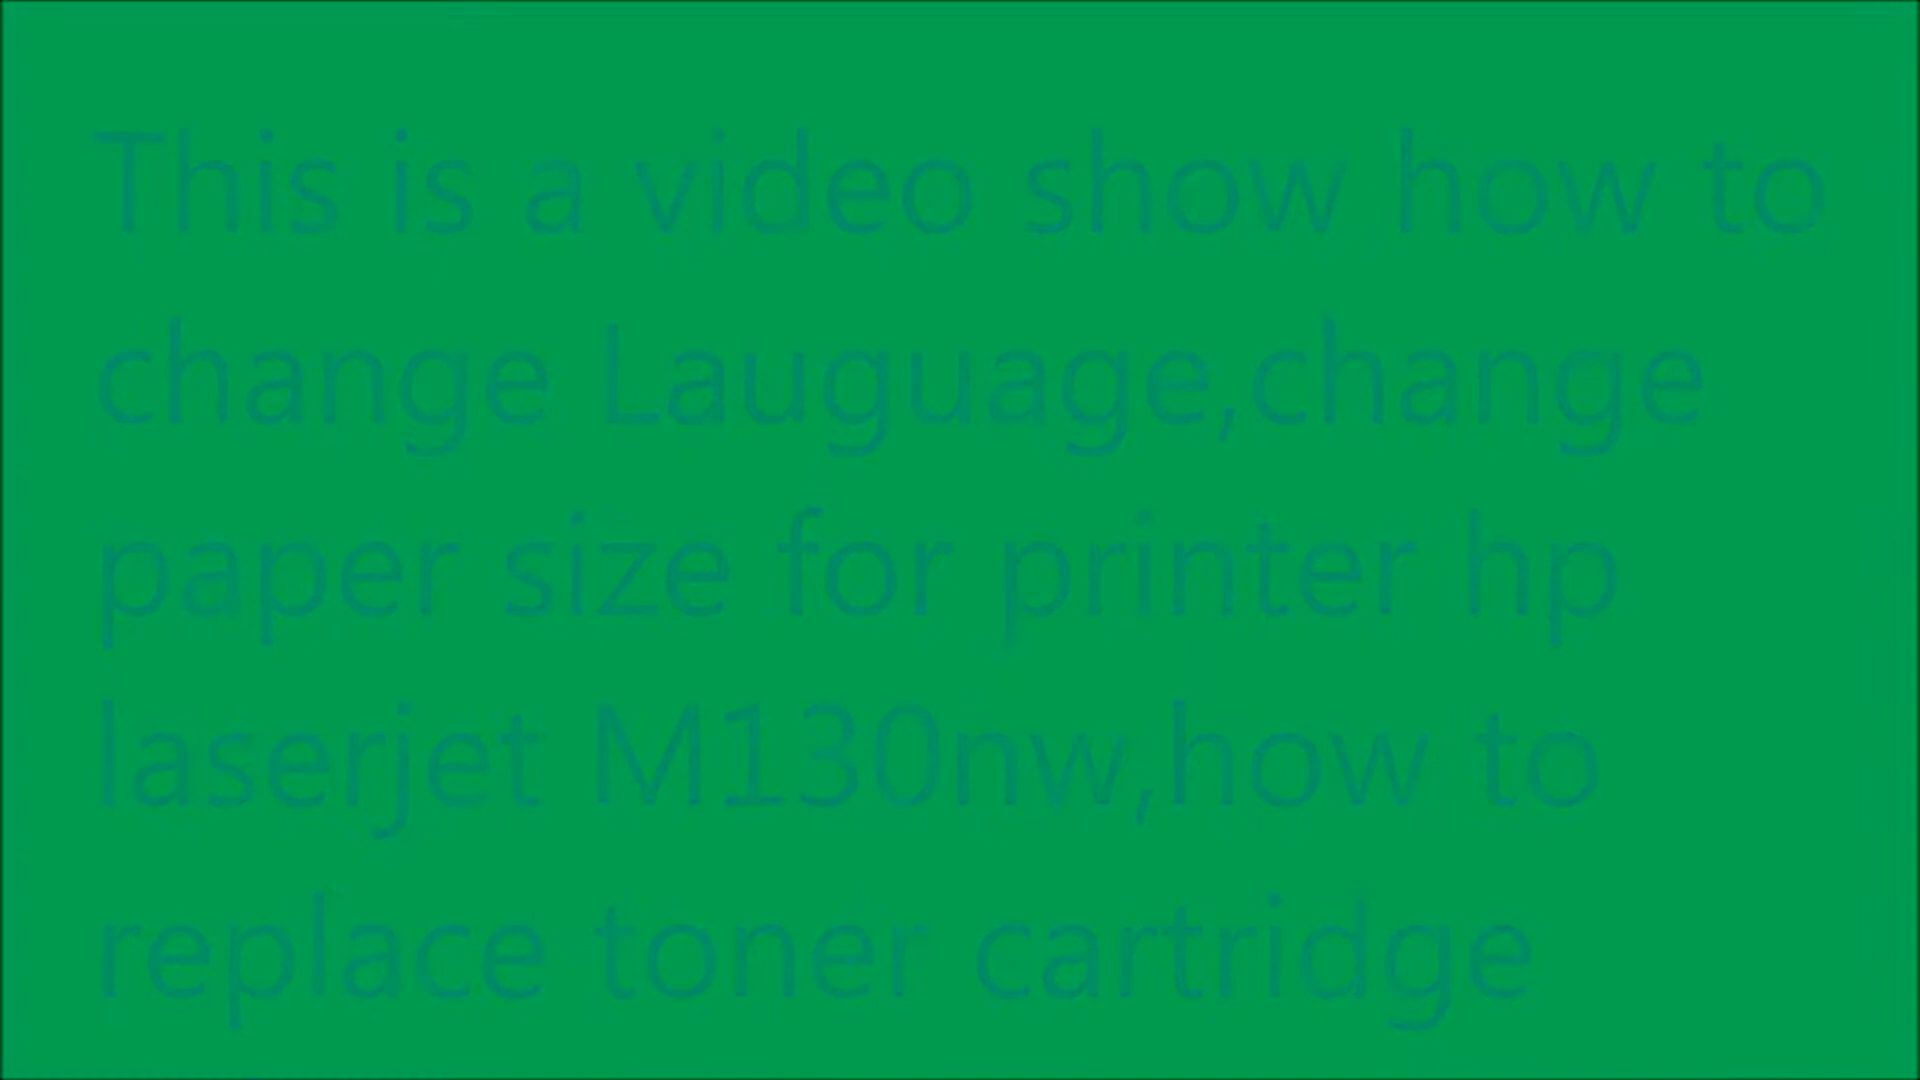 This is a video show how to
change Lauguage,change
paper size for printer hp
laserjet M130nw,how to
replace toner cartridge